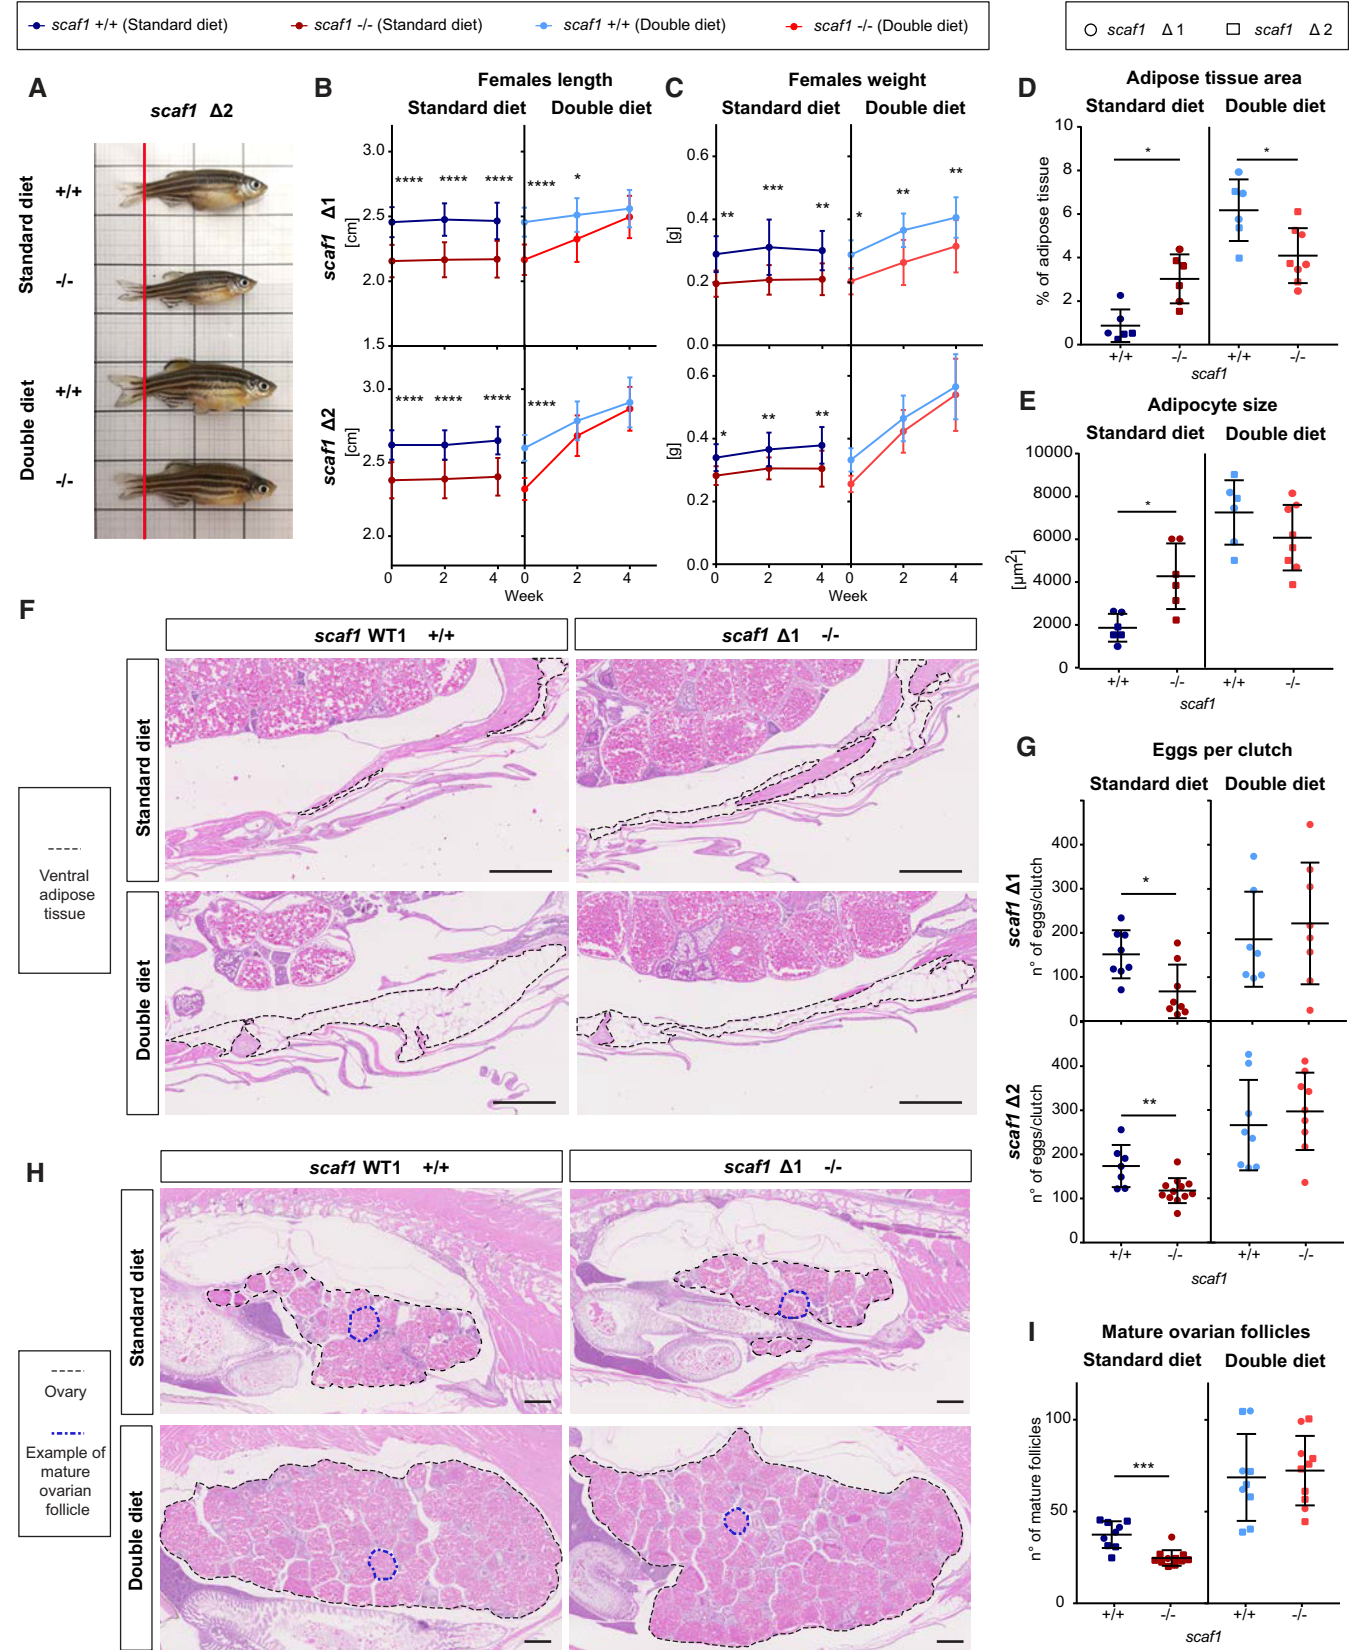 scaf1 +/+ (Standard diet)
scaf1 -/- (Standard diet)
scaf1 +/+ (Double diet)
scaf1 -/- (Double diet)
scaf1 Δ 1
scaf1 Δ 2
A
scaf1 Δ2
Standard diet
+/+
-/-
Double diet
+/+
-/-
B
Females length
Standard diet
Double diet
scaf1 Δ1
[cm]
3.0
2.5
2.0
1.5
****
****
****
****
*
scaf1 Δ2
[cm]
3.0
2.5
2.0
****
****
****
****
0
2
4
0
2
4
Week
C
Females weight
Standard diet
Double diet
[g]
0.6
0.4
0.2
0.0
**
***
**
*
**
**
[g]
0.6
0.4
0.2
0.0
*
**
**
0
2
4
0
2
4
Week
D
Adipose tissue area
Standard diet
Double diet
% of adipose tissue
10
8
6
4
2
0
*
*
+/+
-/-
+/+
-/-
scaf1
E
Adipocyte size
Standard diet
Double diet
[µm2]
10000
8000
6000
4000
2000
0
*
+/+
-/-
+/+
-/-
scaf1
F
scaf1 WT1 +/+
scaf1 Δ1 -/-
Standard diet
Double diet
Ventral
adipose
tissue
G
Eggs per clutch
Standard diet
Double diet
scaf1 Δ1
n° of eggs/clutch
400
300
200
100
0
*
scaf1 Δ2
n° of eggs/clutch
400
300
200
100
0
**
+/+
-/-
+/+
-/-
scaf1
H
scaf1 WT1 +/+
scaf1 Δ1 -/-
Standard diet
Double diet
Ovary
Example of
mature
ovarian
follicle
I
Mature ovarian follicles
Standard diet
Double diet
n° of mature follicles
100
50
0
***
+/+
-/-
+/+
-/-
scaf1